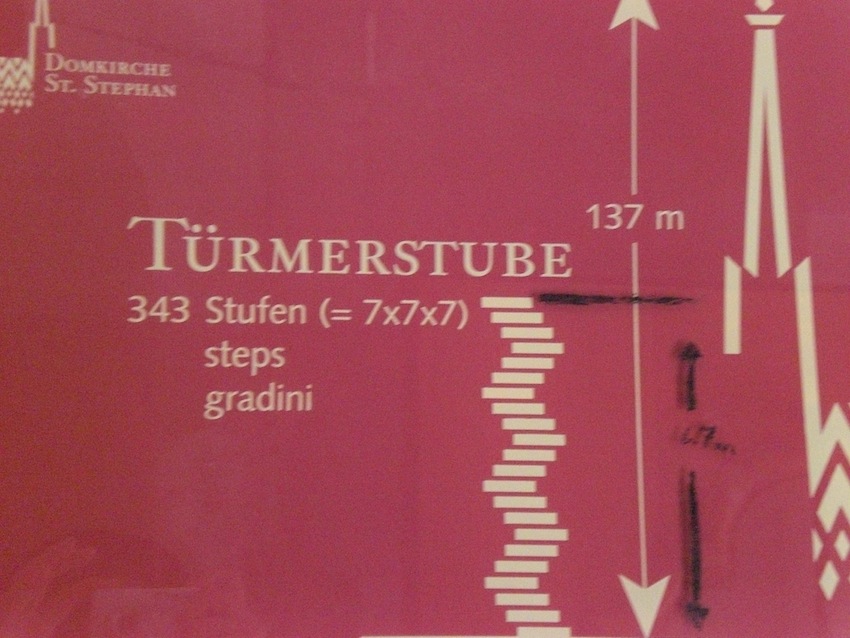 DOMKIRCHE
ST. STEPHAN
TÜRMERSTUBE
343 Stufen (= 7x7x7)
steps
gradini
137 m